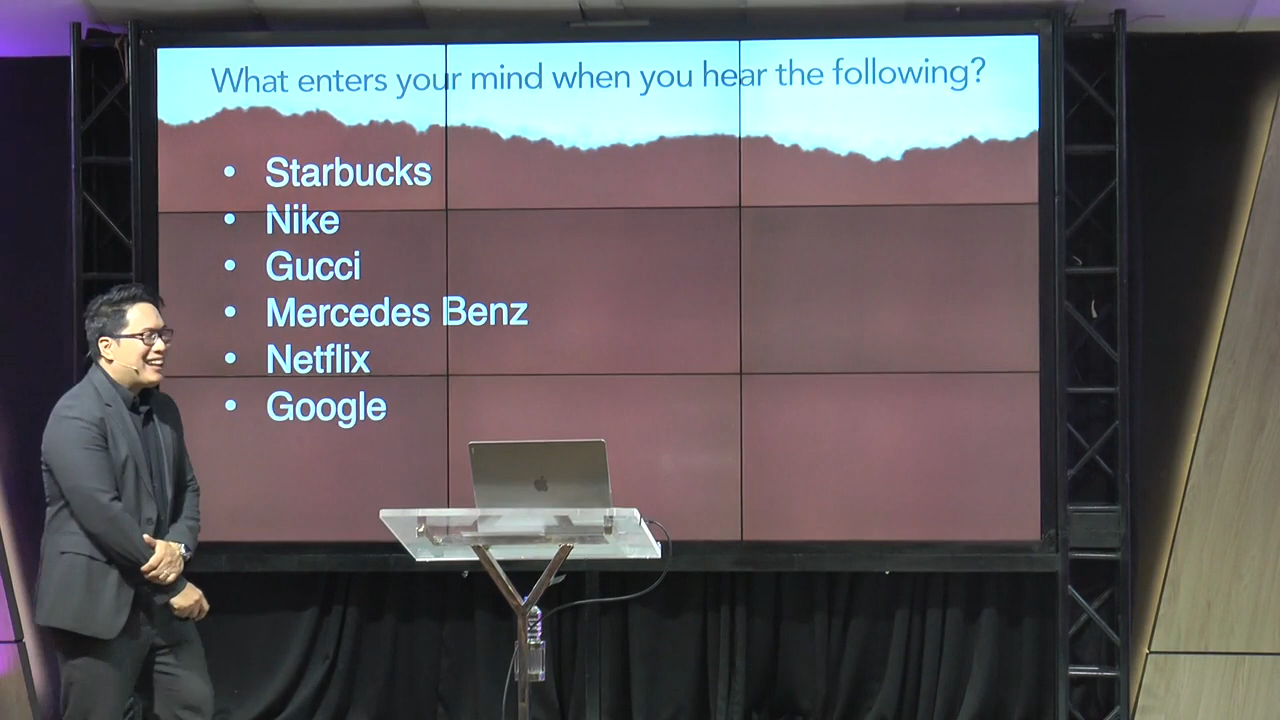 What enters your mind when you hear the following?
• Starbucks
• Nike
• Gucci
• Mercedes Benz
• Netflix
• Google